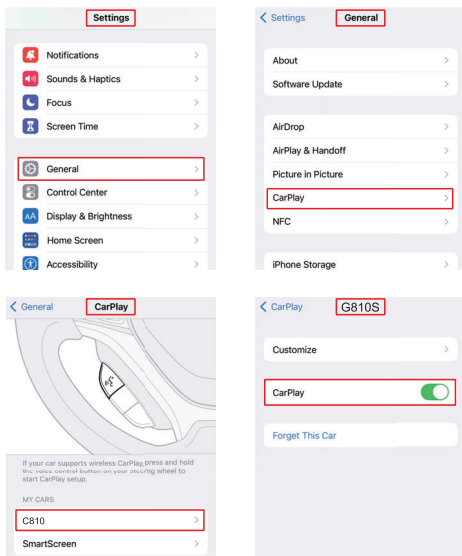 Settings
Notifications
Sounds & Haptics
Focus
Screen Time
General
Control Center
AA Display & Brightness
Home Screen
Accessibility
Settings General
About
Software Update
AirDrop
AirPlay & Handoff
Picture in Picture
CarPlay
NFC
iPhone Storage
General CarPlay
If your car supports wireless CarPlay,press and hold
the voice control button on your steering wheel to
start CarPlay setup.
MY CARS
C810
SmartScreen
CarPlay G810S
Customize
CarPlay
Forget This Car